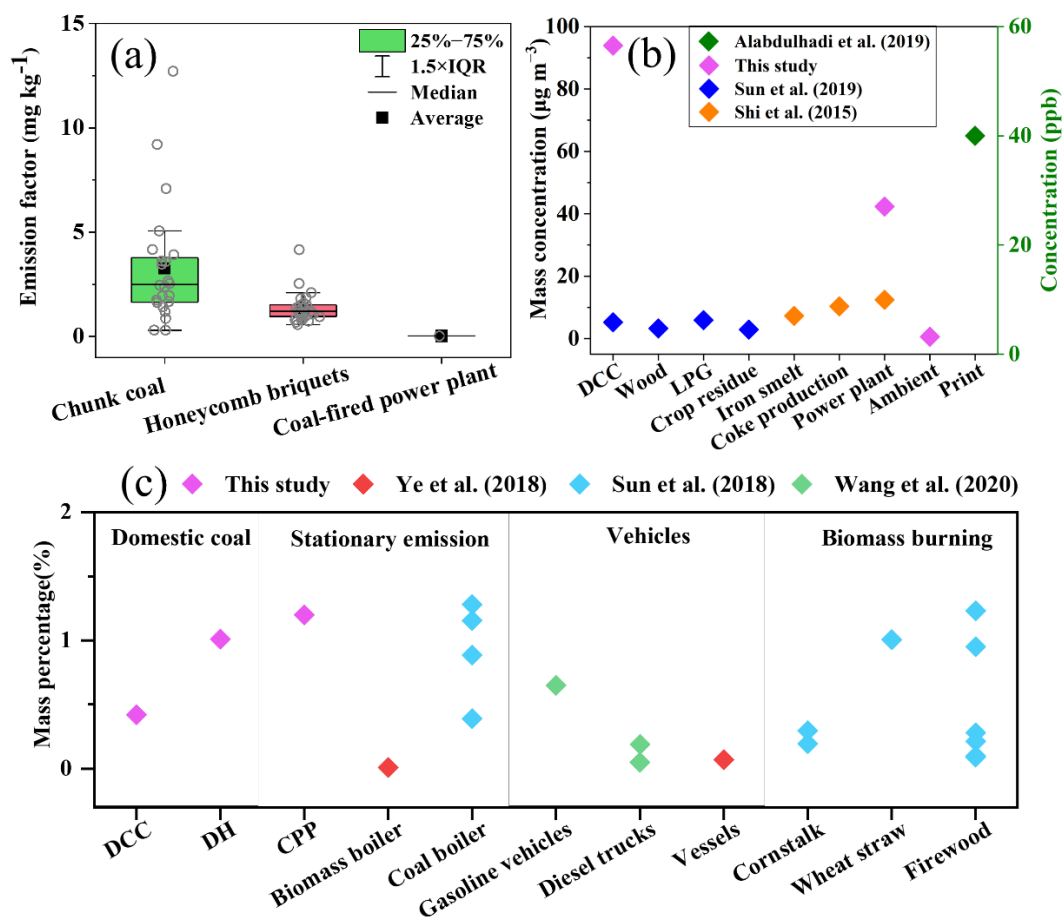 (a)
25%−75%
1.5×IQR
Median
Average
Emission factor (mg kg⁻¹)
15
10
5
0
Chunk coal
Honeycomb briquets
Coal-fired power plant
(b)
Alabdulhadi et al. (2019)
This study
Sun et al. (2019)
Shi et al. (2015)
Mass concentration (μg m⁻³)
100
80
60
40
20
0
Concentration (ppb)
60
40
20
0
DCC
Wood
LPG
Crop residue
Iron smelt
Coke production
Power plant
Ambient
Print
(c)
This study
Ye et al. (2018)
Sun et al. (2018)
Wang et al. (2020)
Mass percentage(%)
2
1
0
Domestic coal
Stationary emission
Vehicles
Biomass burning
DCC
DH
CPP
Biomass boiler
Coal boiler
Gasoline vehicles
Diesel trucks
Vessels
Cornstalk
Wheat straw
Firewood